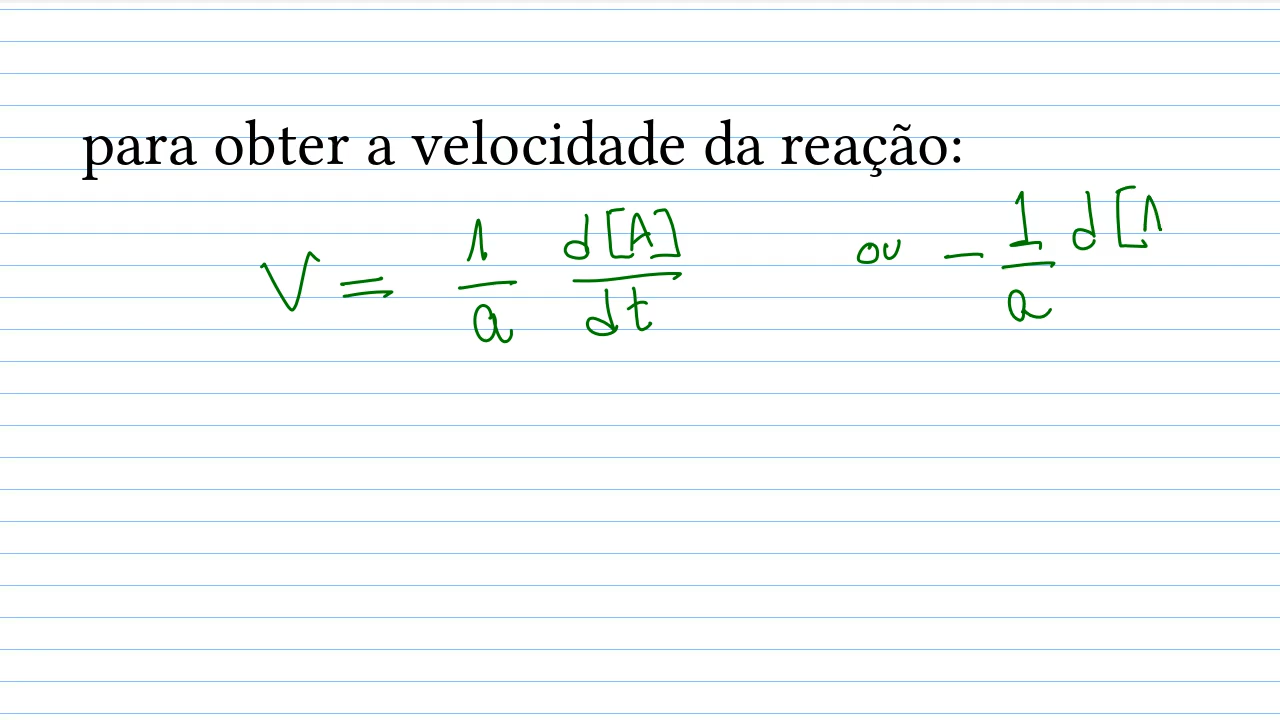 para obter a velocidade da reação:
V = 1/a d[A]/dt ou - 1/a d[